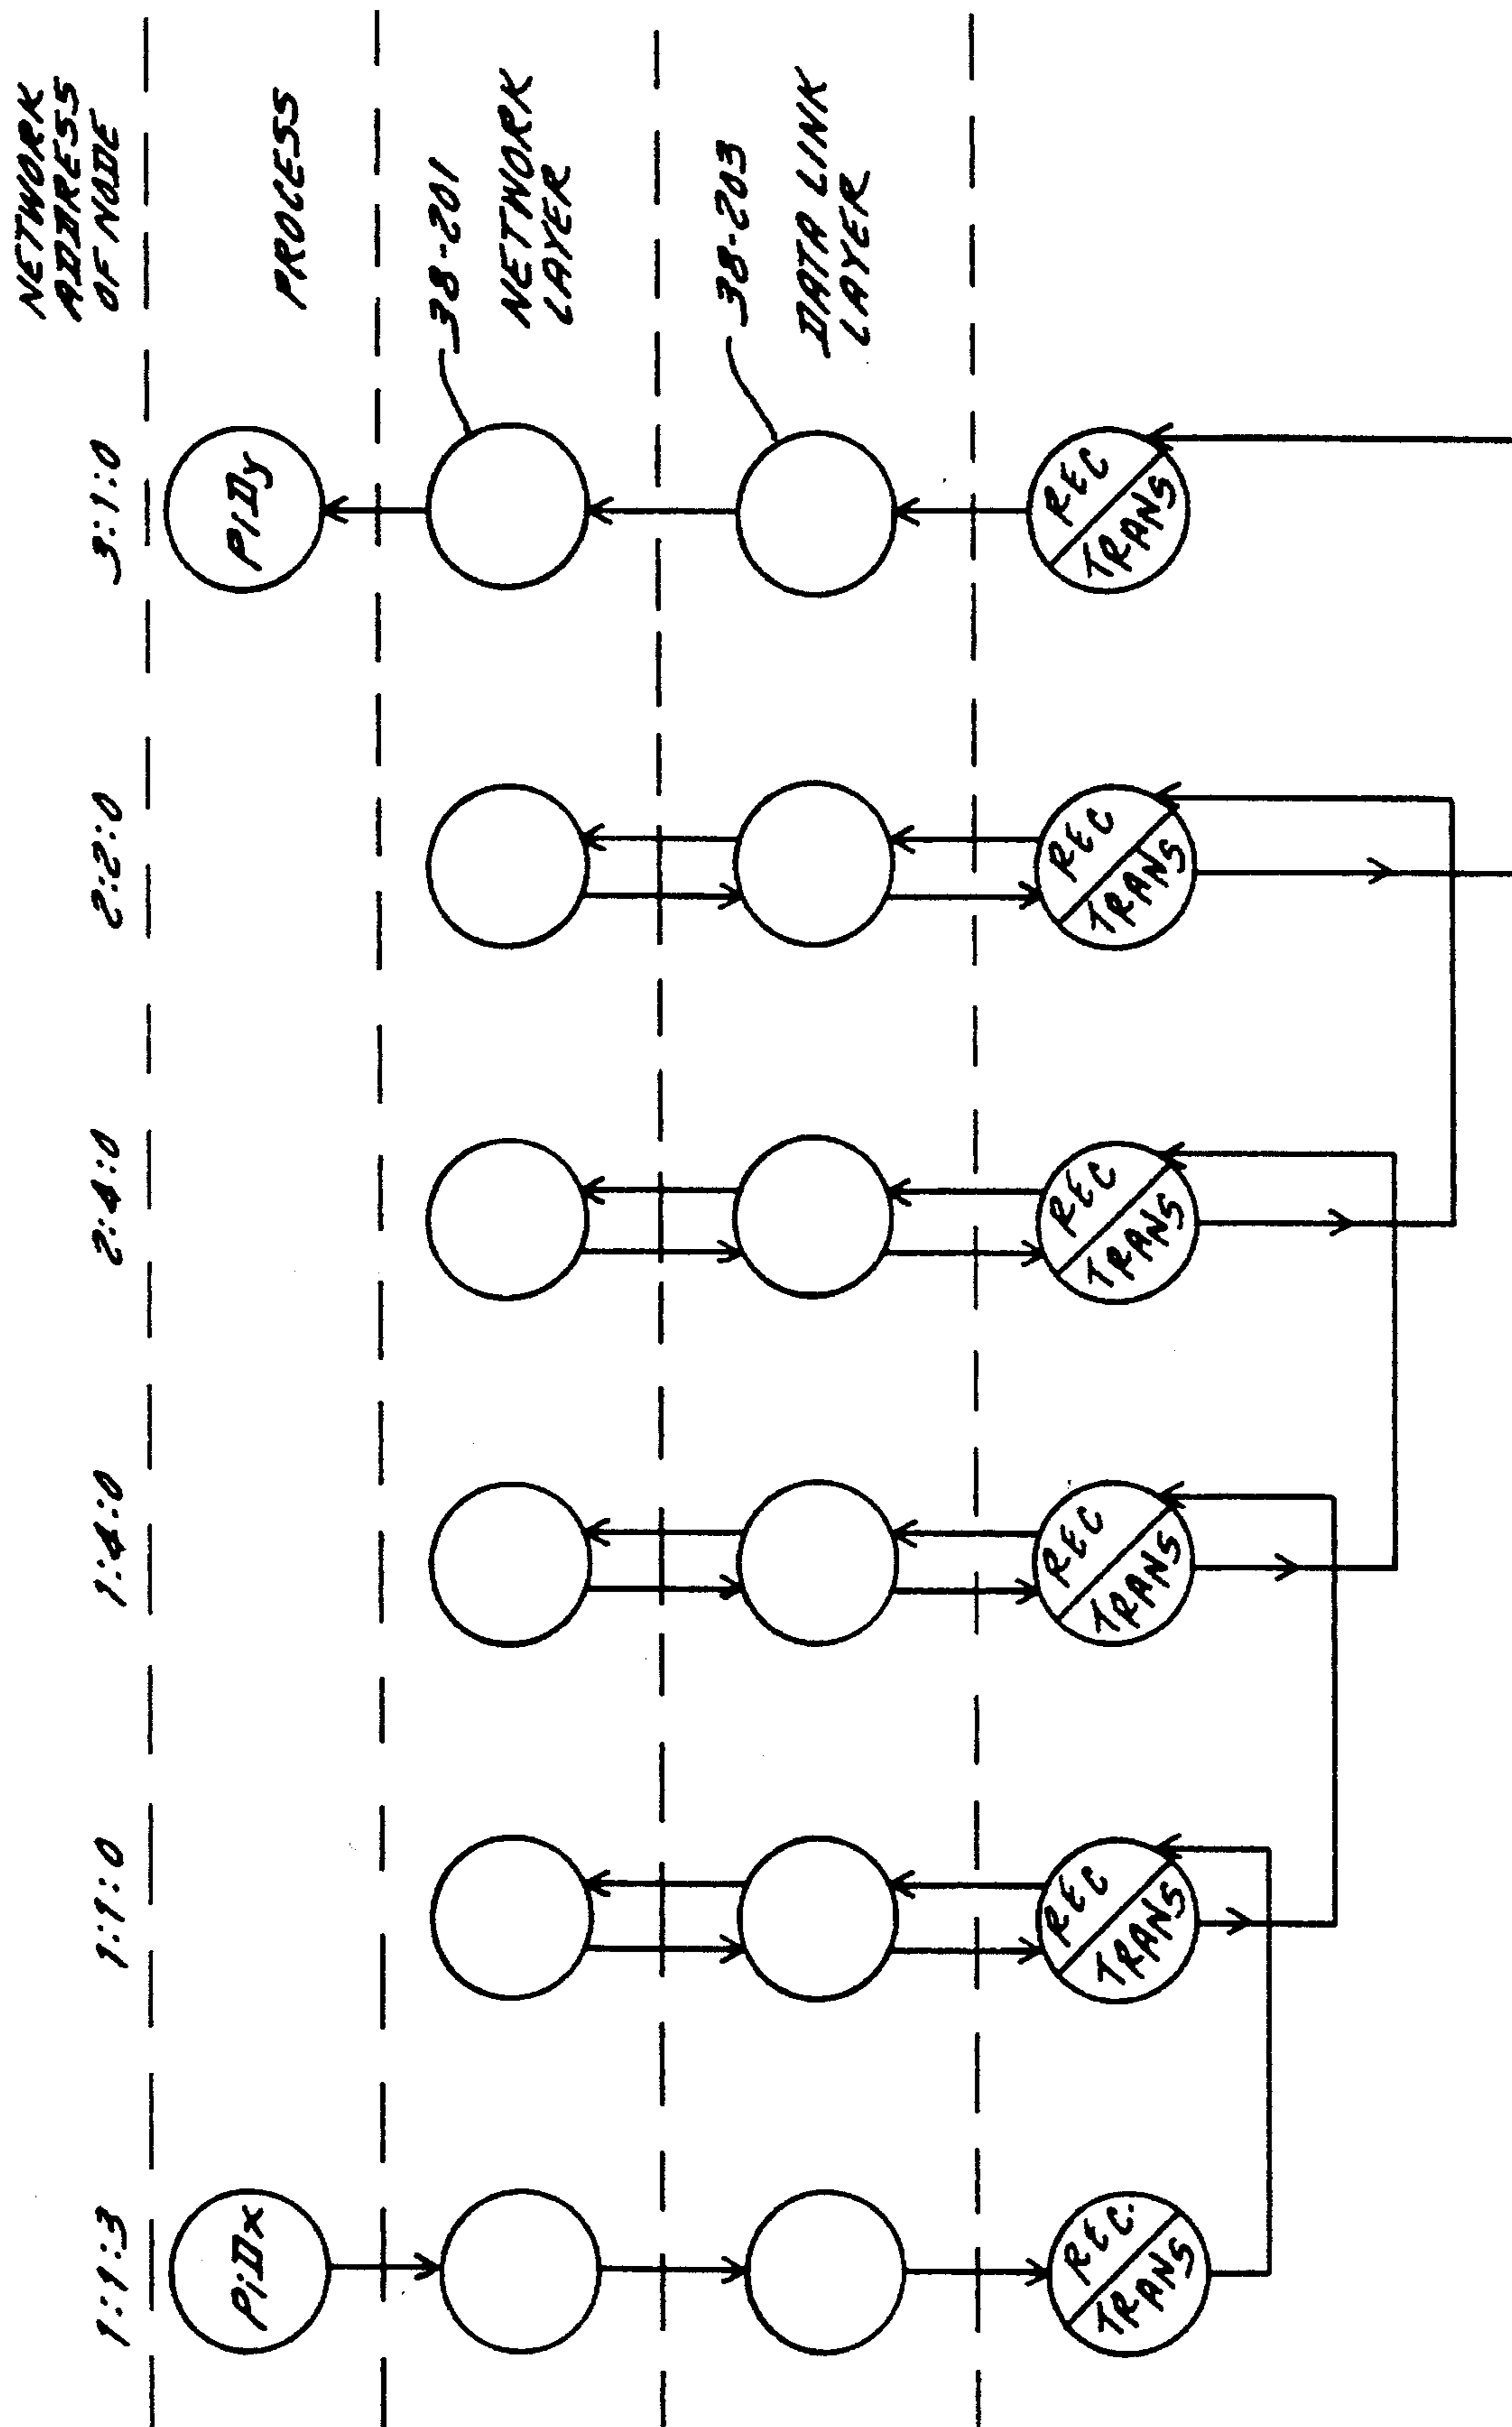 NETWORK
ADDRESS
OF NODE
1:1:3
1:1:0
1:4:0
2:4:0
2:2:0
3:1:0
PROCESS
PiDx
PIDy
38-201
NETWORK
LAYER
38-203
DATA LINK
LAYER
REC.
TRANS
REC
TRANS
REC
TRANS
REC
TRANS
REC
TRANS
REC
TRANS